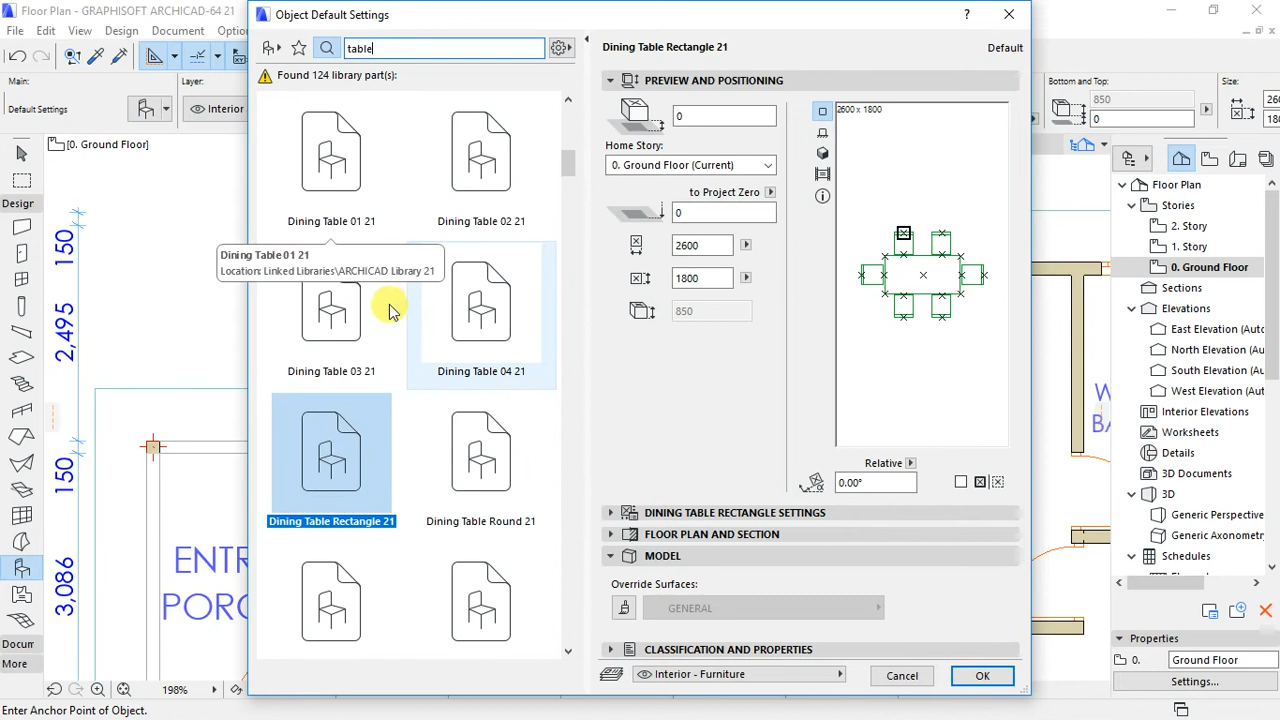 Floor Plan - GRAPHISOFT ARCHICAD-64 21
File Edit View Design Document
Main:
Layer:
Default Settings
Interior
[0. Ground Floor]
Design
Docum
More
150
2,495
150
3,086
ENTR
PORC
198%
Enter Anchor Point of Object.
Object Default Settings
?
table
Found 124 library part(s):
Dining Table 01 21
Dining Table 02 21
Dining Table 01 21
Location: Linked Libraries\ARCHICAD Library 21
Dining Table 03 21
Dining Table 04 21
Dining Table Rectangle 21
Dining Table Round 21
Dining Table Rectangle 21
Default
PREVIEW AND POSITIONING
0
Home Story:
0. Ground Floor (Current)
to Project Zero
0
2600
1800
850
2600 x 1800
Relative
0.00°
DINING TABLE RECTANGLE SETTINGS
FLOOR PLAN AND SECTION
MODEL
Override Surfaces:
GENERAL
CLASSIFICATION AND PROPERTIES
Interior - Furniture
Cancel
OK
Bottom and Top:
850
0
Size:
2600
W
BA
Floor Plan
Stories
2. Story
1. Story
0. Ground Floor
Sections
Elevations
East Elevation (Auto
North Elevation (Aut
South Elevation (Aut
West Elevation (Auto
Interior Elevations
Worksheets
Details
3D Documents
3D
Generic Perspective
Generic Axonometry
Schedules
Properties
0.
Ground Floor
Settings...